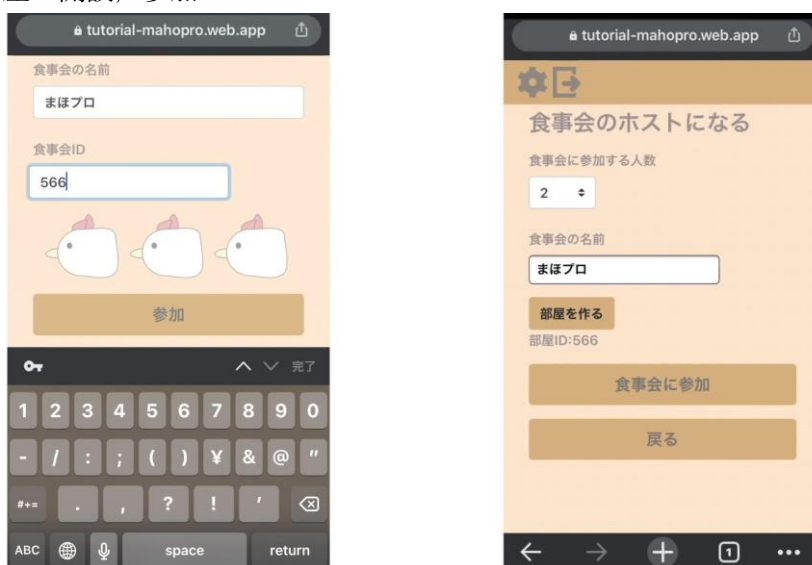 tutorial-mahopro.web.app
食事会の名前
まほプロ
食事会ID
566
参加
完了
1 2 3 4 5 6 7 8 9 0
- / : ; ( ) ¥ & @ "
#+= . , ? ! '
ABC space return
tutorial-mahopro.web.app
食事会のホストになる
食事会に参加する人数
2
食事会の名前
まほプロ
部屋を作る
部屋ID:566
食事会に参加
戻る
1